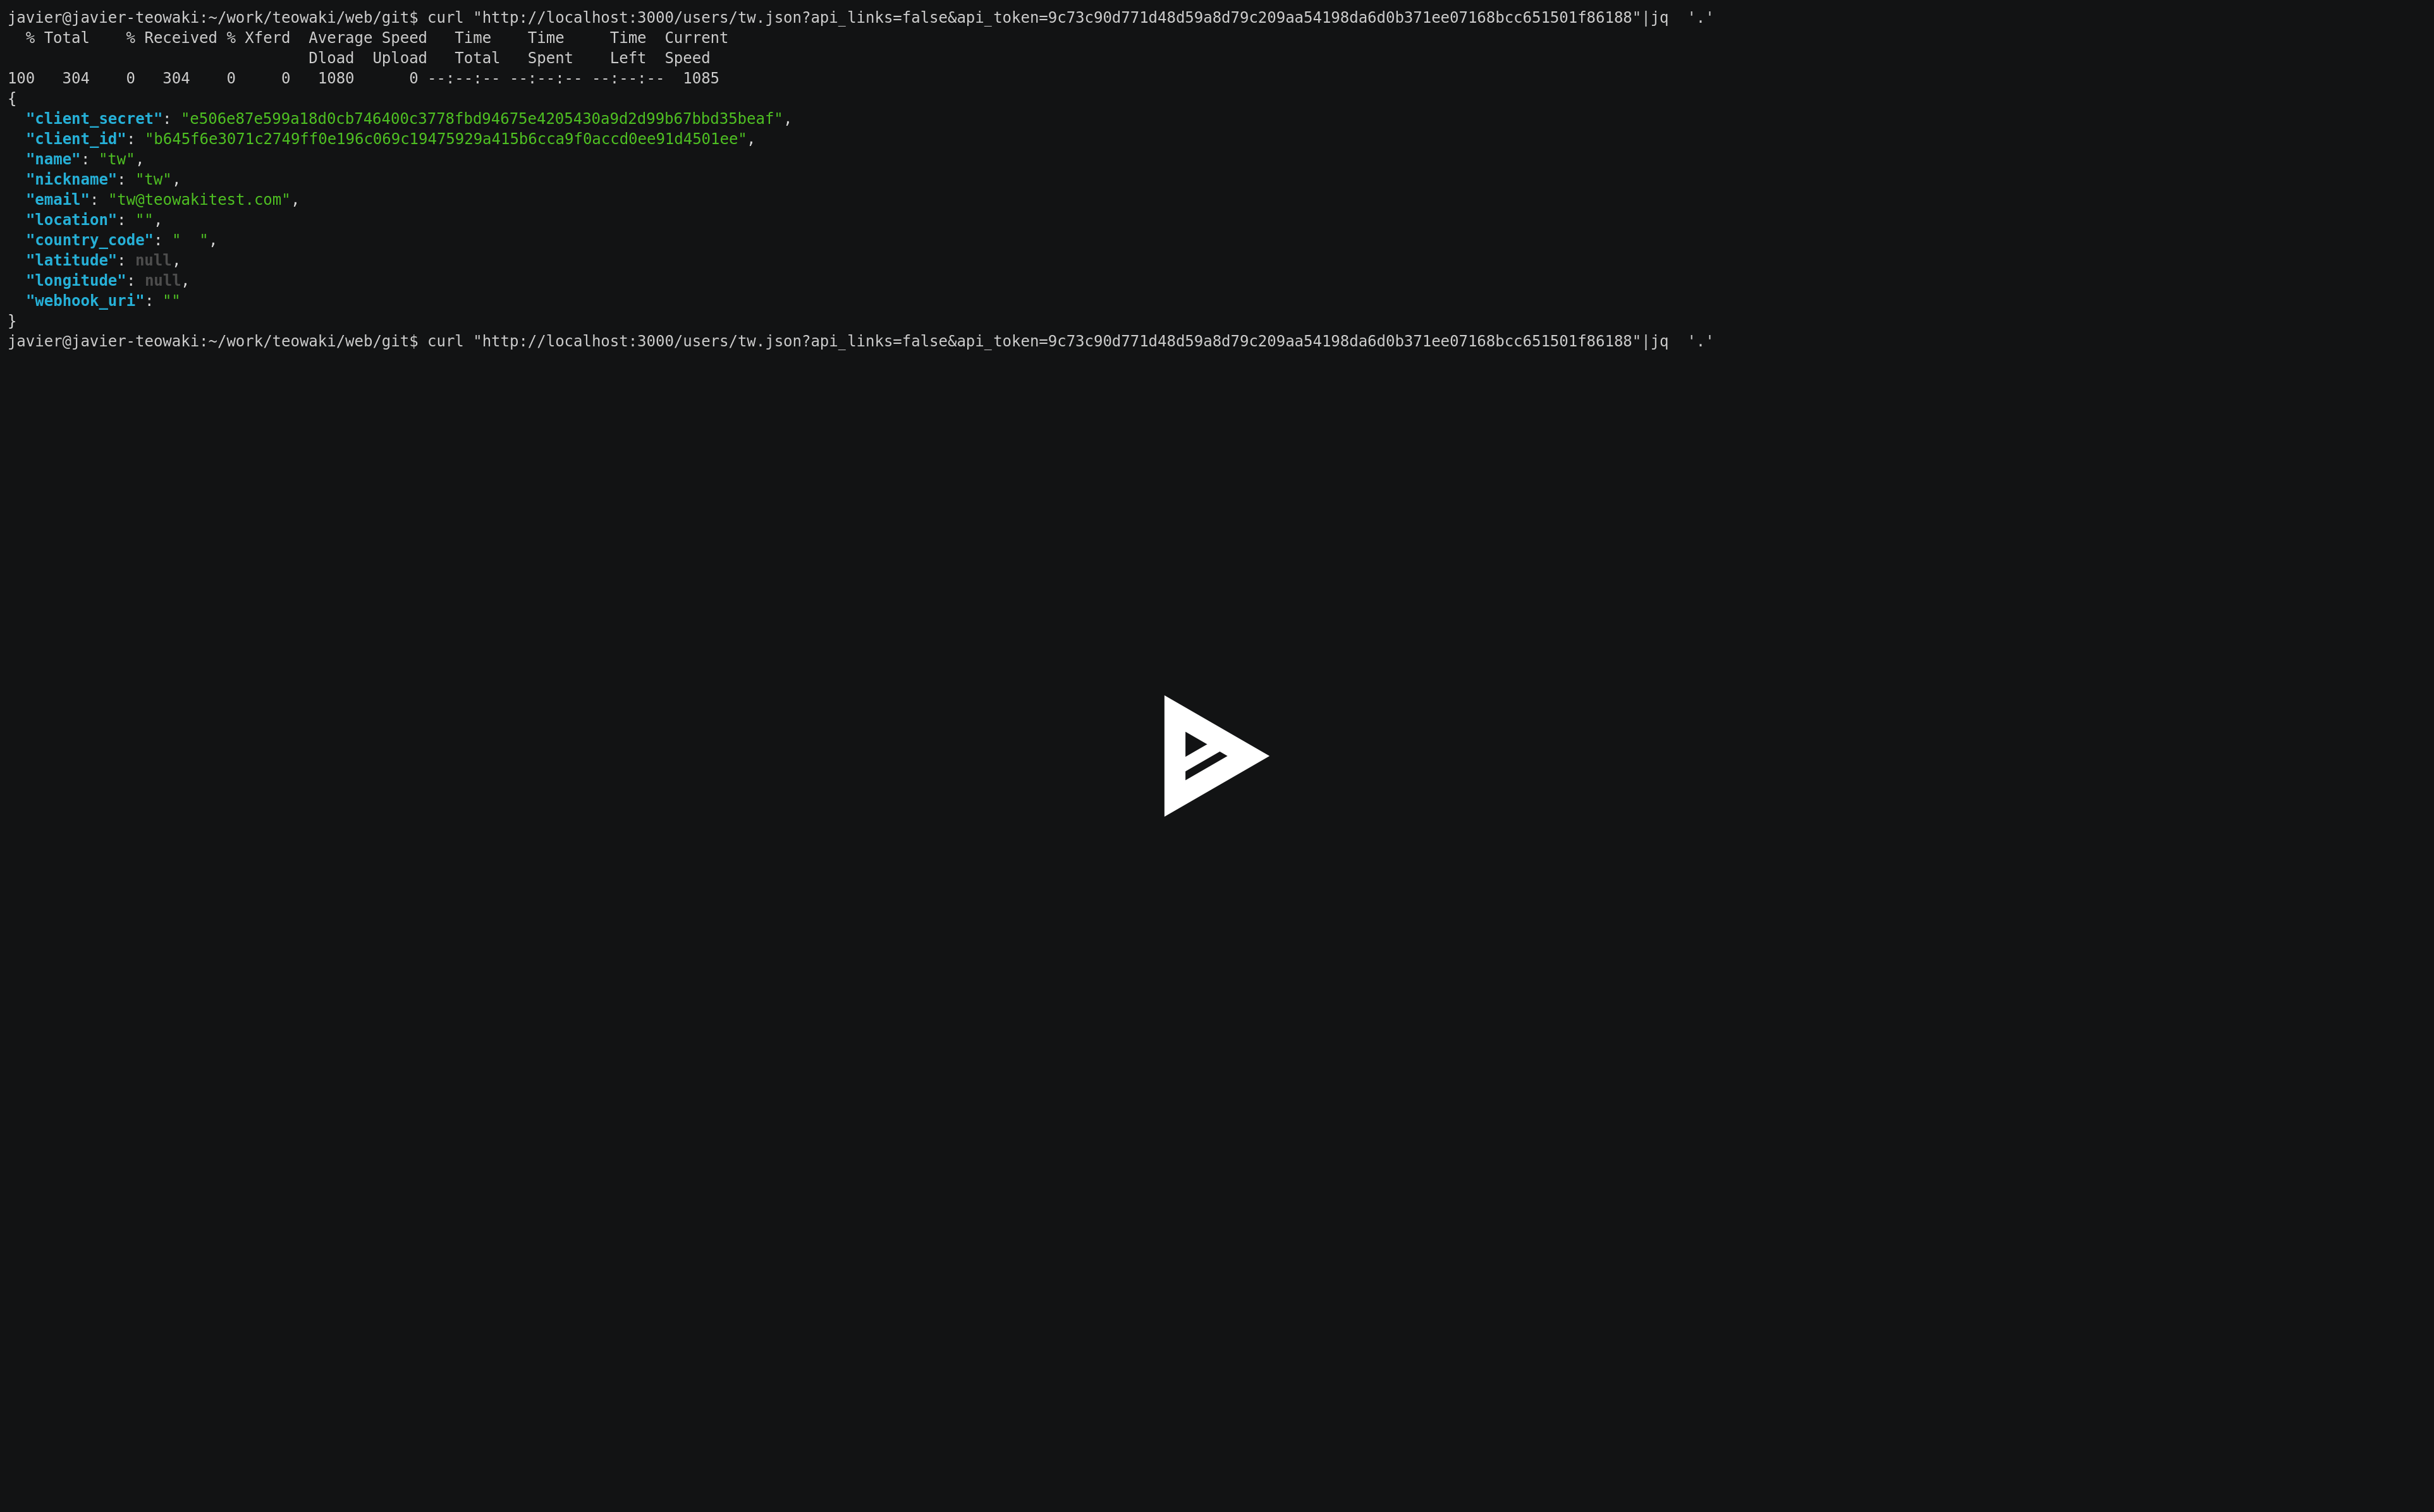 javier@javier-teowaki:~/work/teowaki/web/git$ curl "http://localhost:3000/users/tw.json?api_links=false&api_token=9c73c90d771d48d59a8d79c209aa54198da6d0b371ee07168bcc651501f86188"|jq  '.'
  % Total    % Received % Xferd  Average Speed   Time    Time     Time  Current
                                 Dload  Upload   Total   Spent    Left  Speed
100   304    0   304    0     0   1080      0 --:--:-- --:--:-- --:--:--  1085
{
  "client_secret": "e506e87e599a18d0cb746400c3778fbd94675e4205430a9d2d99b67bbd35beaf",
  "client_id": "b645f6e3071c2749ff0e196c069c19475929a415b6cca9f0accd0ee91d4501ee",
  "name": "tw",
  "nickname": "tw",
  "email": "tw@teowakitest.com",
  "location": "",
  "country_code": "  ",
  "latitude": null,
  "longitude": null,
  "webhook_uri": ""
}
javier@javier-teowaki:~/work/teowaki/web/git$ curl "http://localhost:3000/users/tw.json?api_links=false&api_token=9c73c90d771d48d59a8d79c209aa54198da6d0b371ee07168bcc651501f86188"|jq  '.'